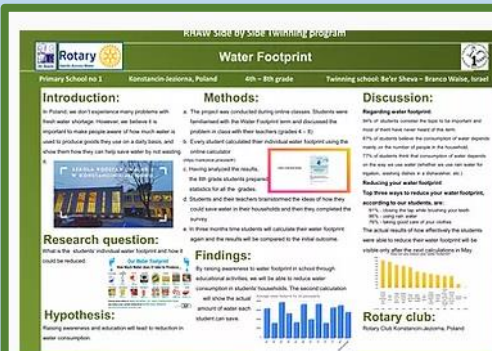 RHAW Side by Side Twinning program
Rotary
Water Footprint
Primary School no 1 Konstancin-Jeziorna, Poland 4th – 8th grade Twinning school: Be'er Sheva – Branco Waise, Israel
Introduction:
In Poland, we don't experience many problems with
fresh water shortage. However, we believe it is
important to make people aware of how much water is
used to produce goods they use on a daily basis, and
show them how they can help save water by not wasting
Research question:
What is the students' individual water footprint and how it
could be reduced.
Our Water Footprint
Hypothesis:
Raising awareness and education will lead to reduction in
water consumption.
Methods:
a. The project was conducted during online classes. Students were
familiarised with the Water Footprint term and discussed the
problem in class with their teachers (grades 4 – 8)
b. Every student calculated their individual water footprint using the
online calculator
c. Having analyzed the results,
the 8th grade students prepared
statistics for all the grades.
d. Students and their teachers brainstormed the ideas of how they
could save water in their households and then they completed the
survey.
e. In three months time students will calculate their water footprint
again and the results will be compared to the initial outcome.
Findings:
By raising awareness to water footprint in school through
educational activities, we will be able to reduce water
consumption in students' households. The second calculation
will show the actual
amount of water each
student can save.
Discussion:
Regarding water footprint:
of students consider the topic to be important and
most of them have never heard of this term.
67% of students believe the consumption of water depends
mainly on the number of people in the household.
77% of students think that consumption of water depends
on the way we use water (whether we use rain water for
irrigation, washing dishes in a dishwasher, etc.)
Reducing your water footprint
Top three ways to reduce your water footprint,
according to our students, are:
- closing the tap while brushing your teeth
- using rain water
- taking good care of your clothes
The actual results of how effectively the students
were able to reduce their water footprint will be
visible only after the next calculations in May.
Rotary club:
Rotary Club Konstancin-Jeziorna, Poland